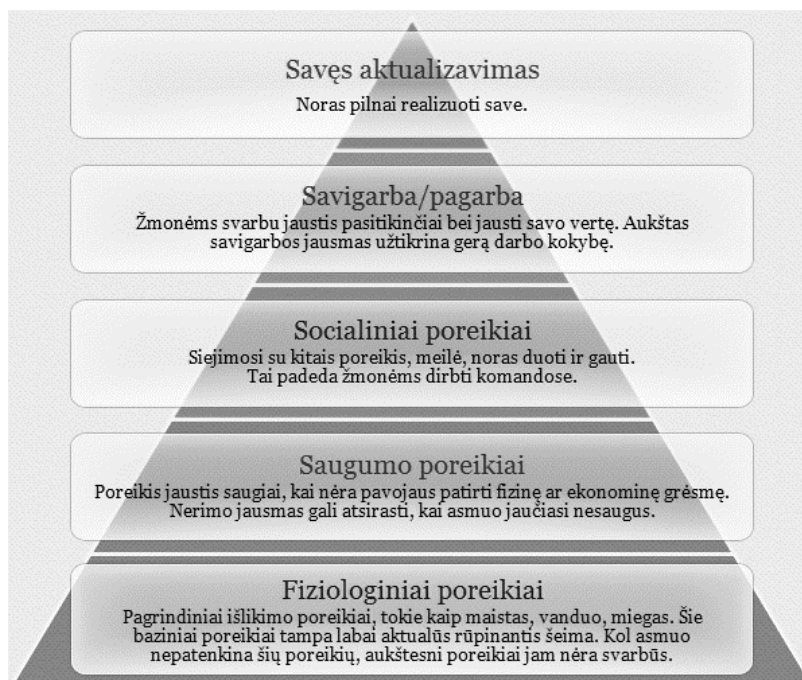 Savęs aktualizavimas
Noras pilnai realizuoti save.
Savigarba/pagarba
Žmonėms svarbu jaustis pasitikinčiai bei jausti savo vertę. Aukštas
savigarbos jausmas užtikrina gerą darbo kokybę.
Socialiniai poreikiai
Siejimosi su kitais poreikis, meilė, noras duoti ir gauti.
Tai padeda žmonėms dirbti komandose.
Saugumo poreikiai
Poreikis jaustis saugiai, kai nėra pavojaus patirti fizinę ar ekonominę grėsmę.
Nerimo jausmas gali atsirasti, kai asmuo jaučiasi nesaugus.
Fiziologiniai poreikiai
Pagrindiniai išlikimo poreikiai, tokie kaip maistas, vanduo, miegas. Šie
baziniai poreikiai tampa labai aktualūs rūpinantis šeima. Kol asmuo
nepatenkina šių poreikių, aukštesni poreikiai jam nėra svarbūs.